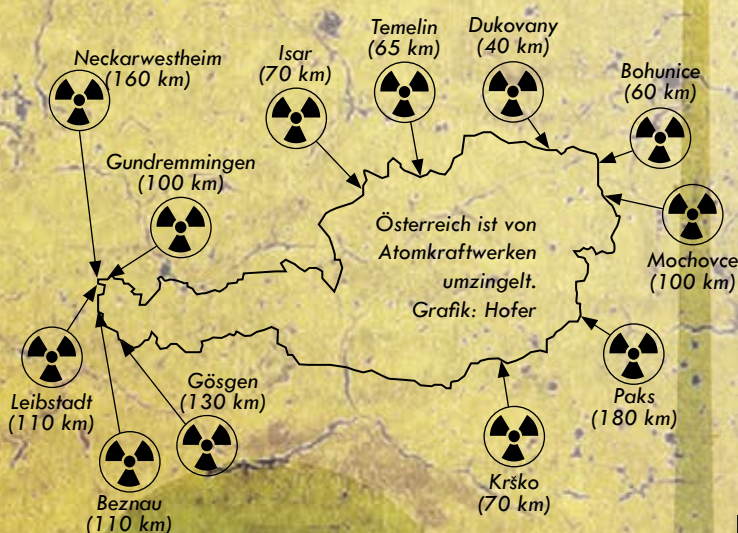 Neckarwestheim
(160 km)
Isar
(70 km)
Temelin
(65 km)
Dukovany
(40 km)
Bohunice
(60 km)
Gundremmingen
(100 km)
Österreich ist von
Atomkraftwerken
umzingelt.
Grafik: Hofer
Mochovce
(100 km)
Leibstadt
(110 km)
Gösgen
(130 km)
Paks
(180 km)
Beznau
(110 km)
Krško
(70 km)